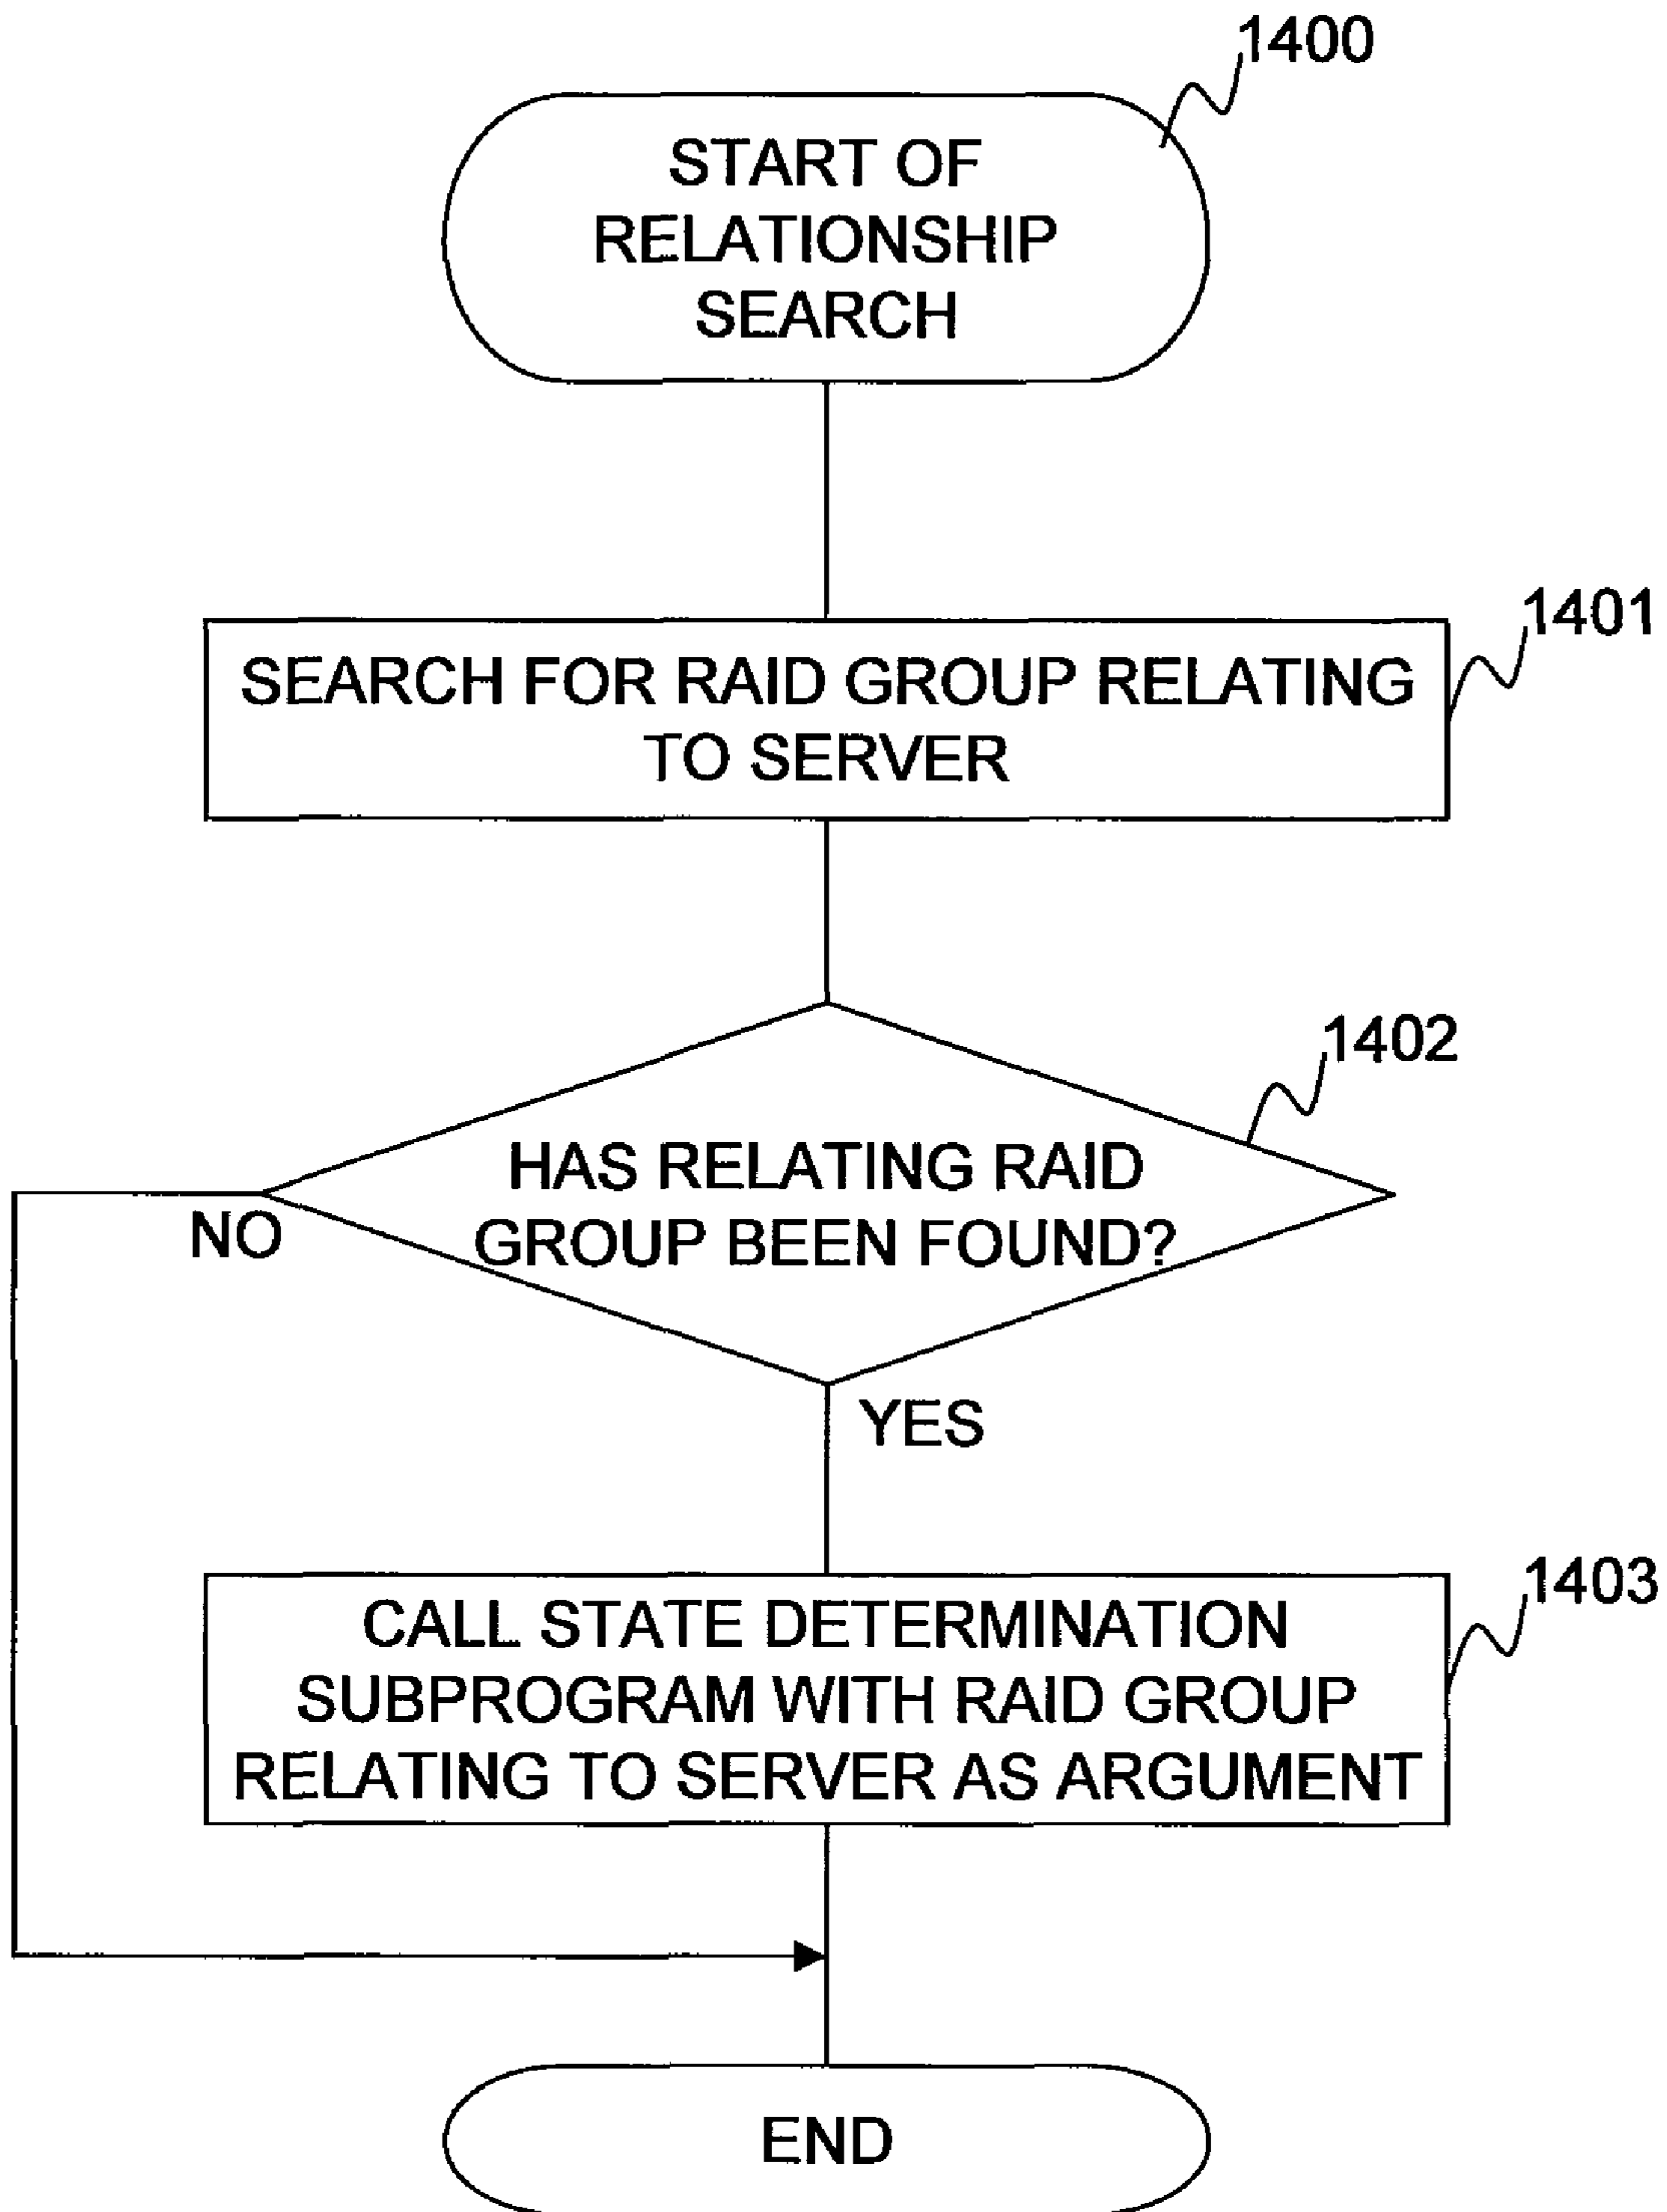 1400
START OF
RELATIONSHIP
SEARCH
1401
SEARCH FOR RAID GROUP RELATING
TO SERVER
1402
HAS RELATING RAID
GROUP BEEN FOUND?
NO
YES
1403
CALL STATE DETERMINATION
SUBPROGRAM WITH RAID GROUP
RELATING TO SERVER AS ARGUMENT
END